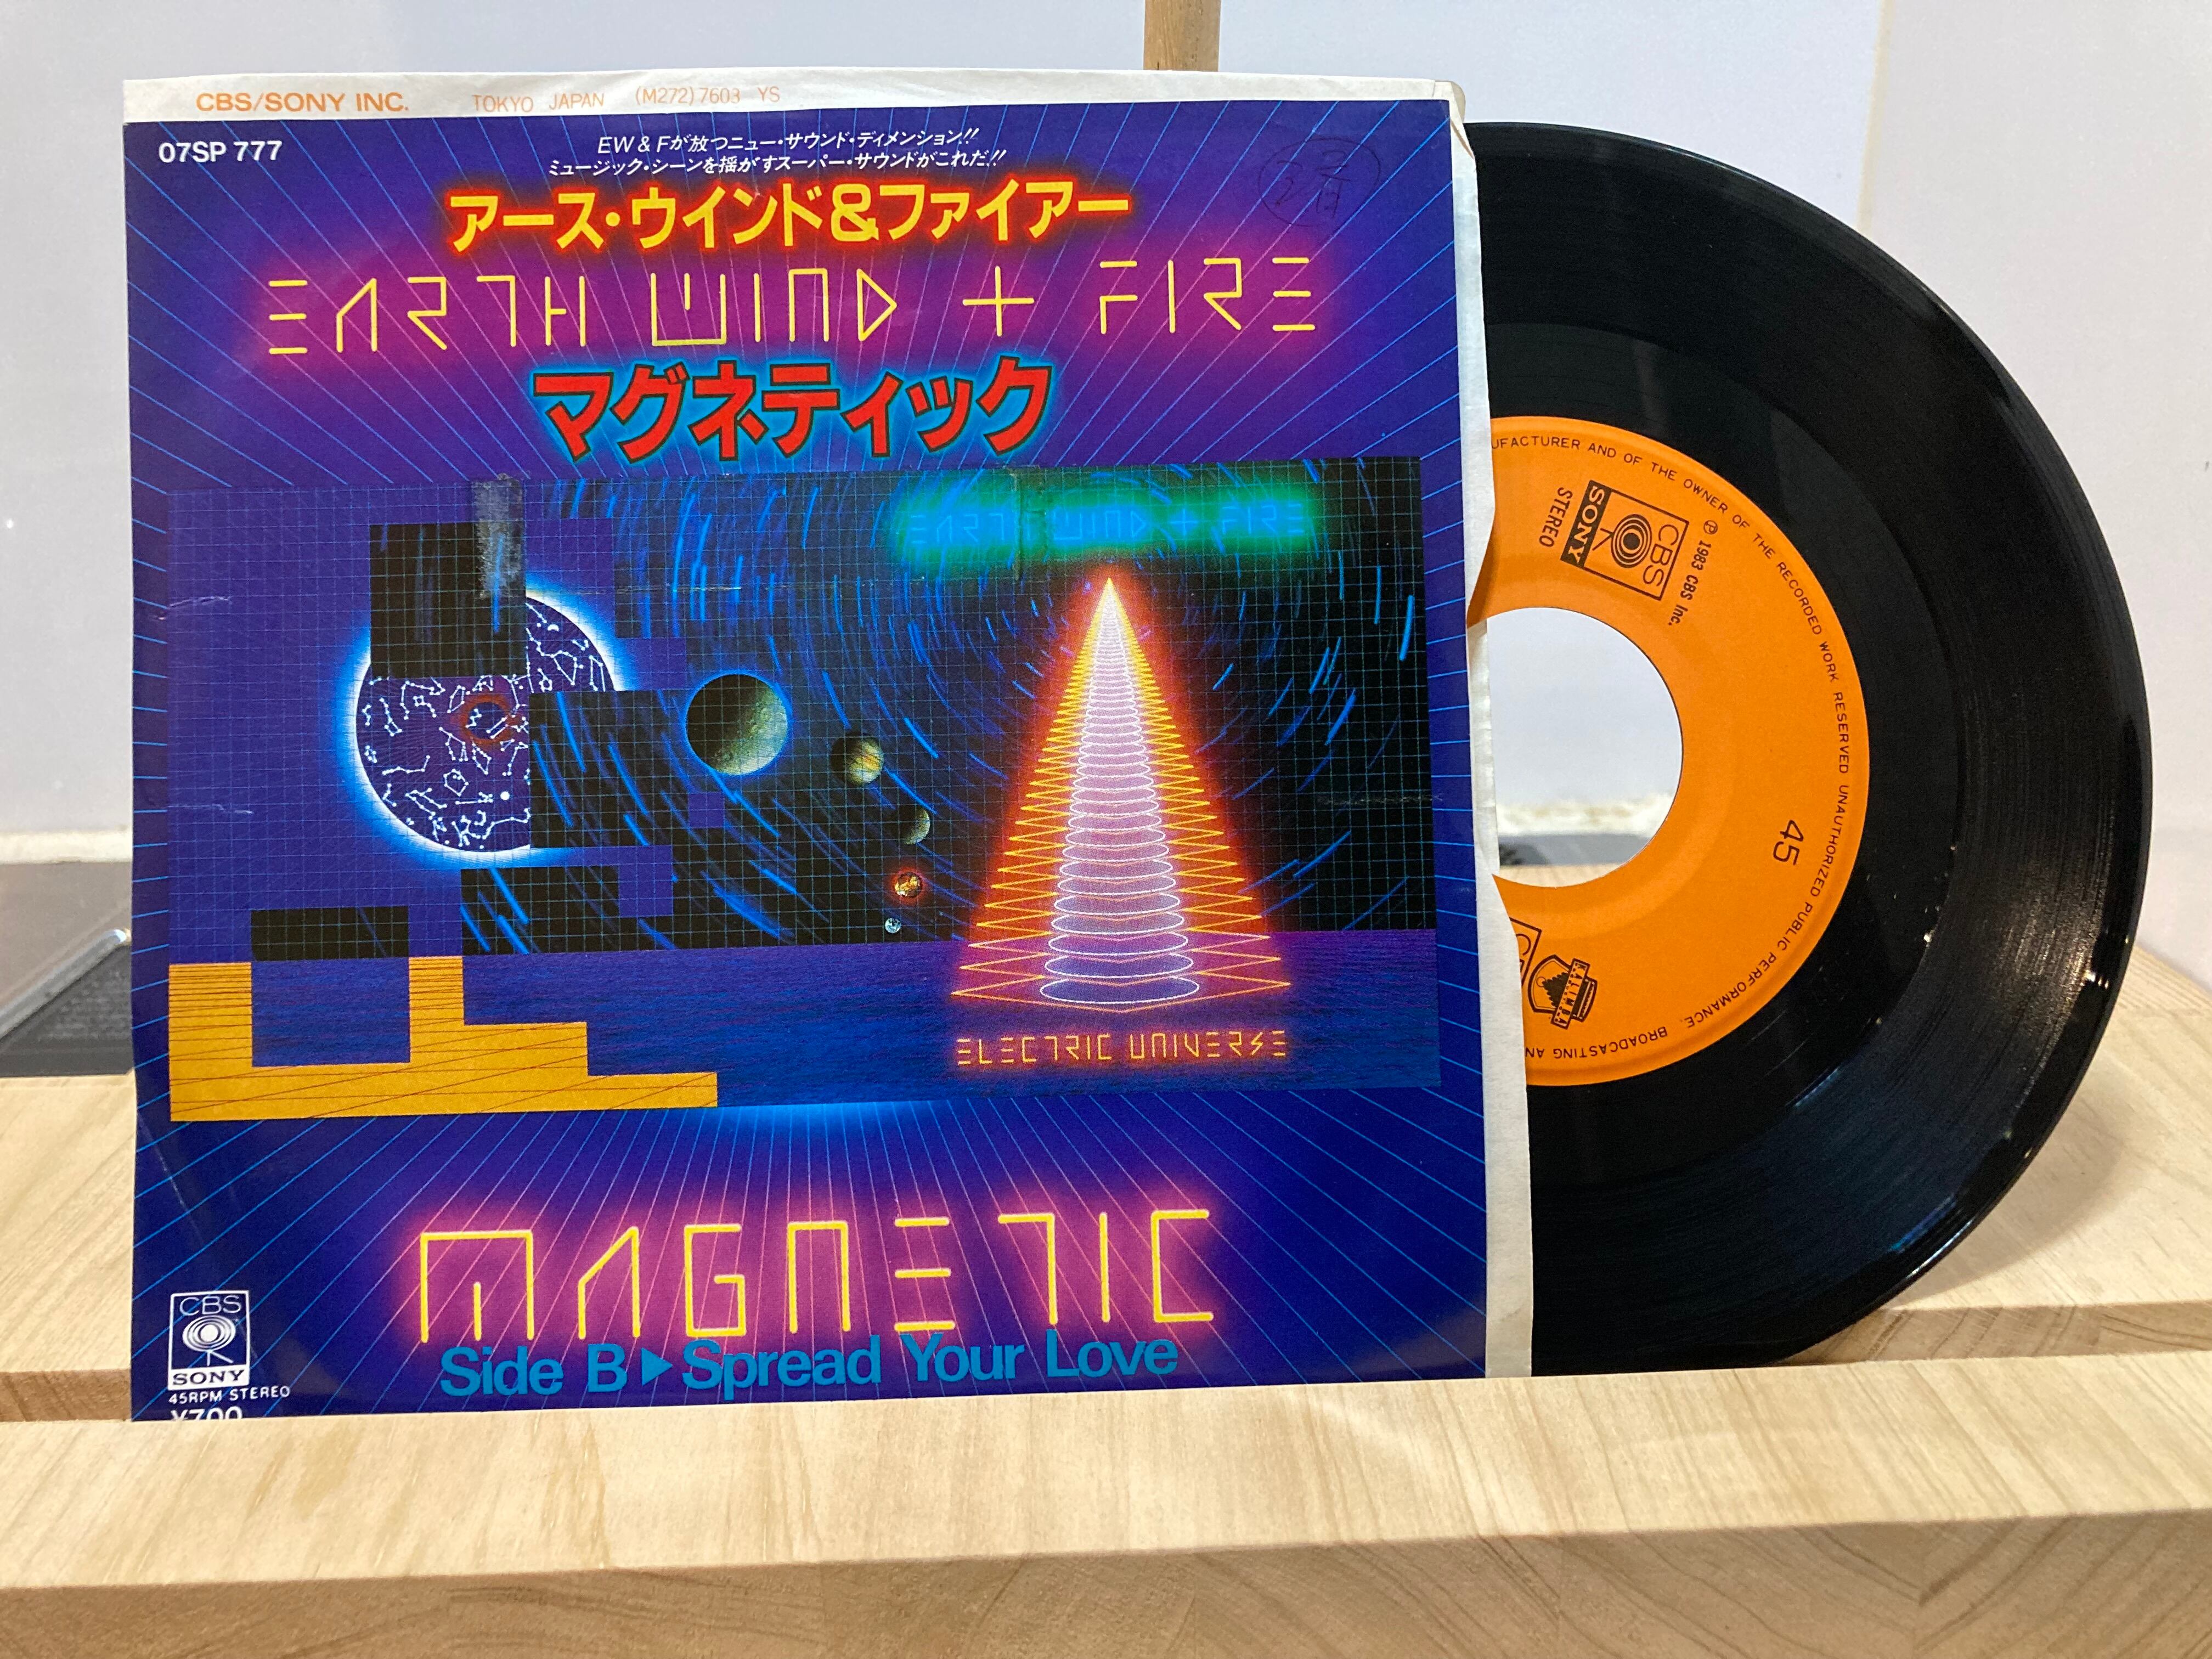 CBS/SONY INC. TOKYO JAPAN (M272) 7603 YS
07SP 777
EW & Fが放つニュー・サウンド・ディメンション!!
ミュージック・シーンを揺がすスーパー・サウンドがこれだ!!
アース・ウインド&ファイアー
EARTH WIND + FIRE
マグネティック
EARTH WIND + FIRE
ELECTRIC UNIVERSE
MAGNETIC
Side B▶Spread Your Love
CBS
SONY
45RPM STEREO
¥700
UFACTURER AND OF THE OWNER OF THE RECORDED WORK RESERVED UNAUTHORIZED PUBLIC PERFORMANCE. BROADCASTING AN
℗ 1983 CBS Inc.
CBS
SONY
STEREO
45
KALIMBA